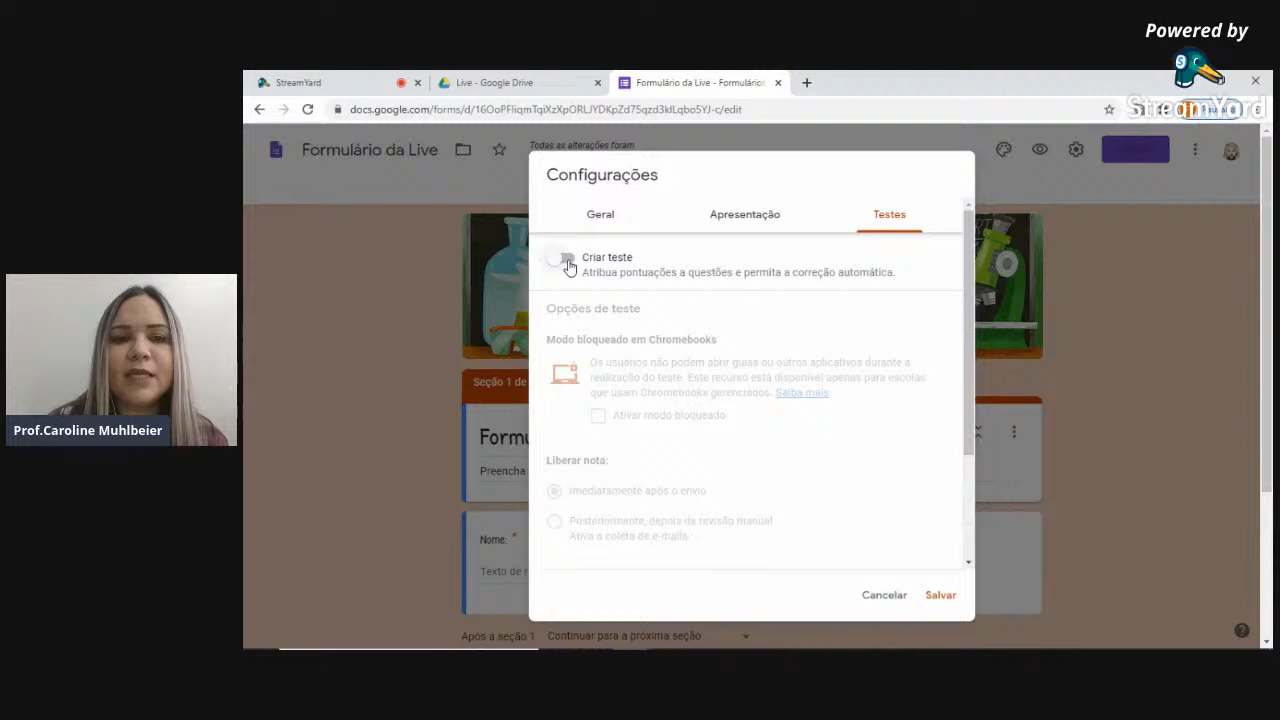 Powered by
StreamYard
StreamYard
Live - Google Drive
Formulário da Live - Formulários
docs.google.com/forms/d/16OoPFliqmTqiXzXpORLJYDKpZd75qzd3kILqbo5YJ-c/edit
Formulário da Live
Todas as alterações foram
Configurações
Geral
Apresentação
Testes
Criar teste
Atribua pontuações a questões e permita a correção automática.
Opções de teste
Modo bloqueado em Chromebooks
Os usuários não podem abrir guias ou outros aplicativos durante a
realização do teste. Este recurso está disponível apenas para escolas
que usam Chromebooks gerenciados. Saiba mais
Ativar modo bloqueado
Liberar nota:
Imediatamente após o envio
Posteriormente, depois da revisão manual
Ativa a coleta de e-mails.
Cancelar
Salvar
Seção 1 de
Formu
Preencha
Nome: *
Texto de r
Após a seção 1
Continuar para a próxima seção
Prof.Caroline Muhlbeier